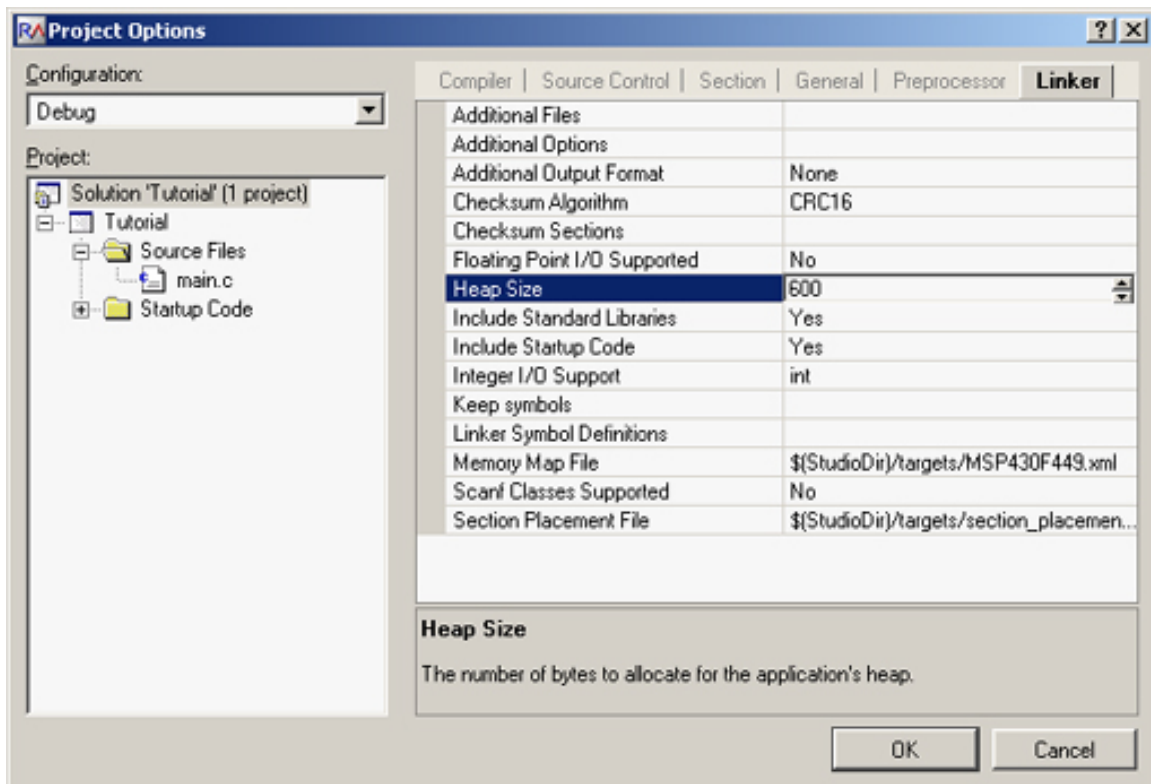 RA Project Options
Configuration:
Debug
Project:
Solution 'Tutorial' (1 project)
Tutorial
Source Files
main.c
Startup Code
Compiler | Source Control | Section | General | Preprocessor Linker
Additional Files
Additional Options
Additional Output Format None
Checksum Algorithm CRC16
Checksum Sections
Floating Point I/O Supported No
Heap Size 600
Include Standard Libraries Yes
Include Startup Code Yes
Integer I/O Support int
Keep symbols
Linker Symbol Definitions
Memory Map File $(StudioDir)/targets/MSP430F449.xml
Scanf Classes Supported No
Section Placement File $(StudioDir)/targets/section_placemen...
Heap Size
The number of bytes to allocate for the application's heap.
OK Cancel